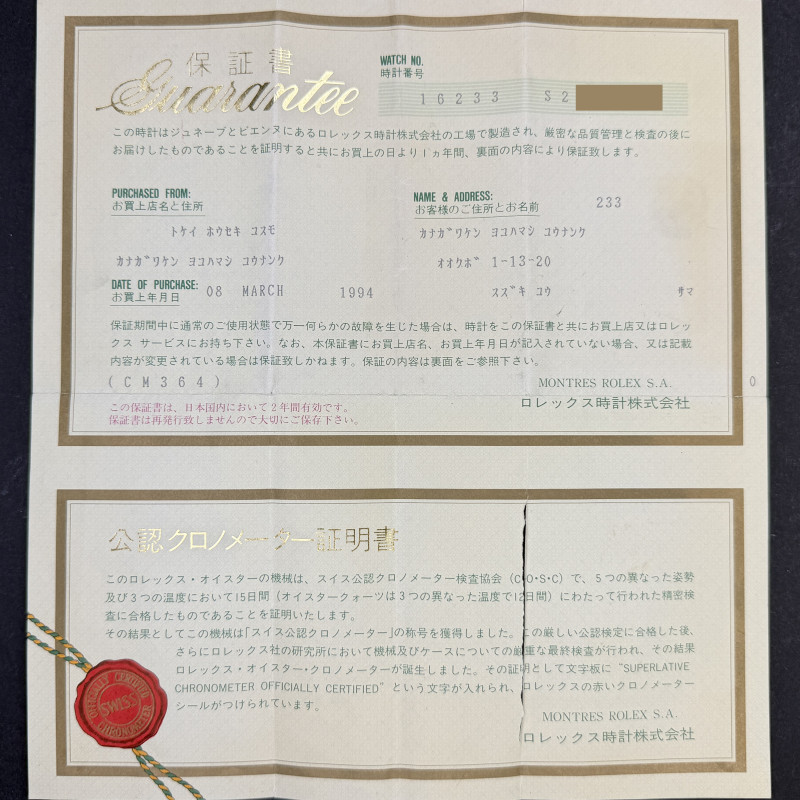 保証書
Guarantee
WATCH NO.
時計番号
16233 S2
この時計はジュネーブとビエンヌにあるロレックス時計株式会社の工場で製造され、厳密な品質管理と検査の後に
お届けしたものであることを証明すると共にお買上の日より1ヵ年間、裏面の内容により保証致します。
PURCHASED FROM:
お買上店名と住所
NAME & ADDRESS:
お客様のご住所とお名前
233
トケイ ホウセキ コスモ
カナガワケン ヨコハマシ コウナンク
カナガワケン ヨコハマシ コウナンク
オオクボ 1-13-20
DATE OF PURCHASE:
お買上年月日
08 MARCH 1994
スズキ コウ サマ
保証期間中に通常のご使用状態で万一何らかの故障を生じた場合は、時計をこの保証書と共にお買上店又はロレッ
クス サービスにお持ち下さい。なお、本保証書にお買上店名、お買上年月日が記入されていない場合、又は記載
内容が変更されている場合は保証致しかねます。保証の内容は裏面をご参照下さい。
(CM364)
MONTRES ROLEX S.A.
ロレックス時計株式会社
0
この保証書は、日本国内において2年間有効です。
保証書は再発行致しませんので大切にご保存下さい。
公認クロノメーター証明書
このロレックス・オイスターの機械は、スイス公認クロノメーター検査協会(C・O・S・C)で、5つの異なった姿勢
及び3つの温度において15日間(オイスタークォーツは3つの異なった温度で12日間)にわたって行われた精密検
査に合格したものであることを証明いたします。
その結果としてこの機械は「スイス公認クロノメーター」の称号を獲得しました。この厳しい公認検定に合格した後、
さらにロレックス社の研究所において機械及びケースについての厳重な最終検査が行われ、その結果
ロレックス・オイスター・クロノメーターが誕生しました。その証明として文字板に "SUPERLATIVE
CHRONOMETER OFFICIALLY CERTIFIED" という文字が入れられ、ロレックスの赤いクロノメーター
シールがつけられています。
OFFICIALLY CERTIFIED
SWISS
CHRONOMETER
MONTRES ROLEX S.A.
ロレックス時計株式会社